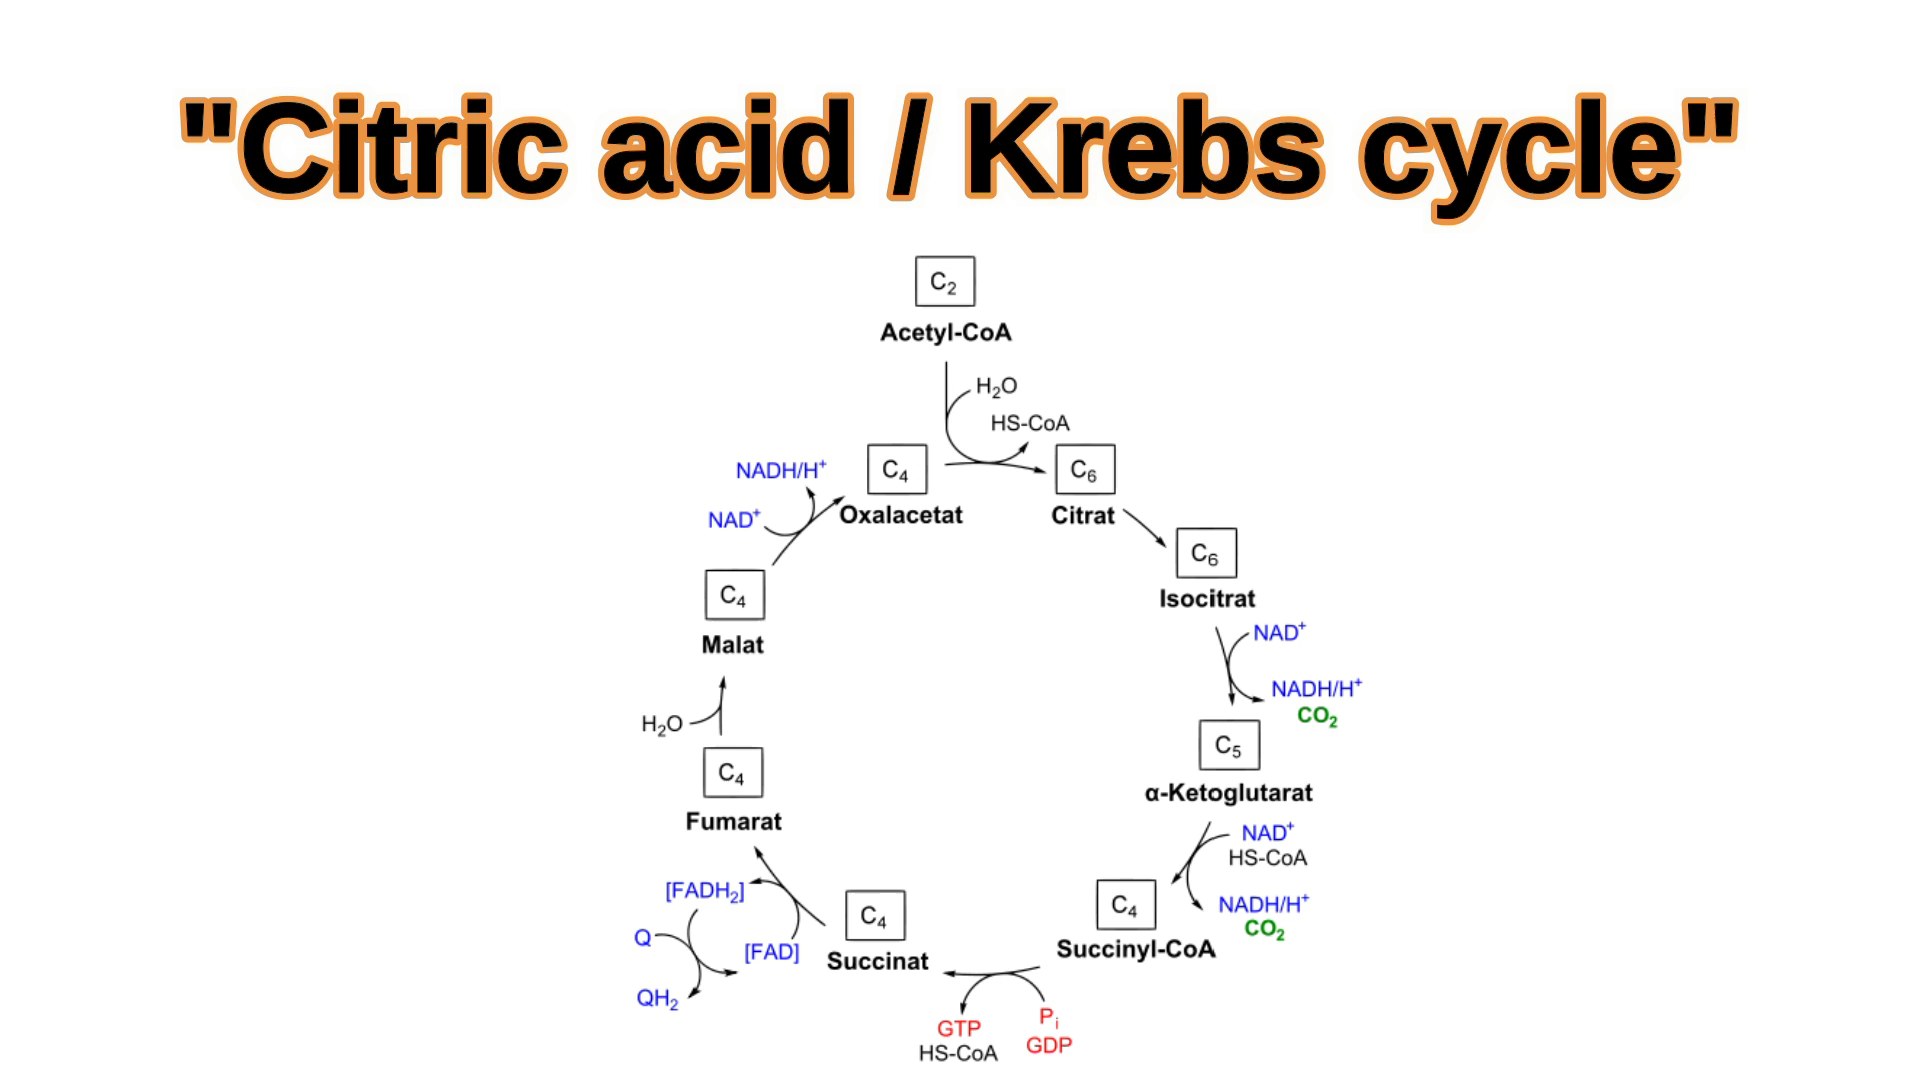 "Citric acid / Krebs cycle"
C₂
Acetyl-CoA
H₂O
HS-CoA
C₄
Oxalacetat
C₆
Citrat
NADH/H⁺
NAD⁺
C₆
Isocitrat
NAD⁺
NADH/H⁺
CO₂
C₅
α-Ketoglutarat
NAD⁺
HS-CoA
NADH/H⁺
CO₂
C₄
Succinyl-CoA
Pᵢ
GDP
GTP
HS-CoA
C₄
Succinat
[FAD]
[FADH₂]
Q
QH₂
C₄
Fumarat
H₂O
C₄
Malat